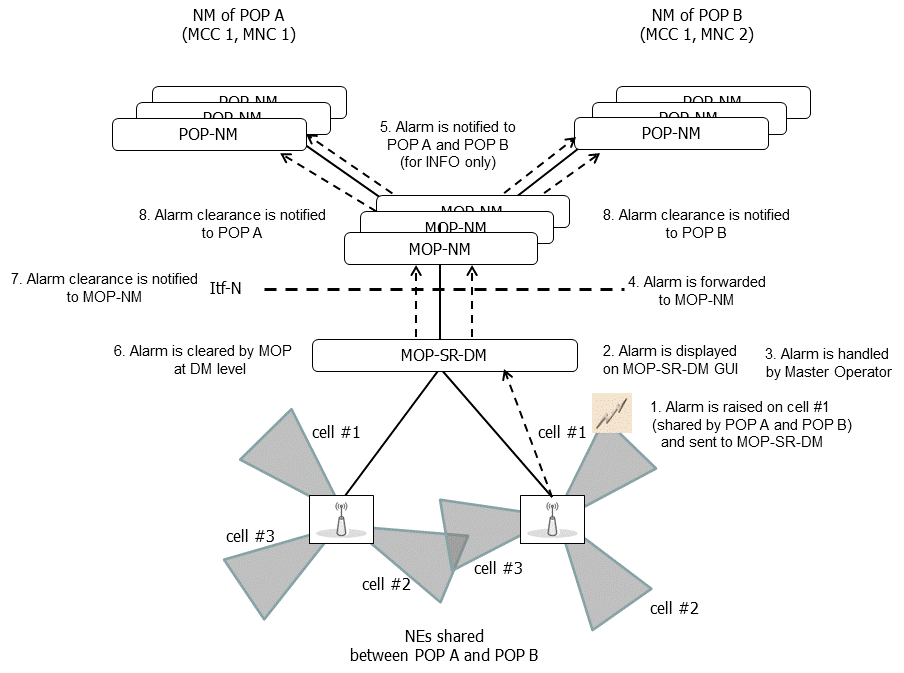 NM of POP A
(MCC 1, MNC 1)
NM of POP B
(MCC 1, MNC 2)
POP-NM
POP-NM
POP-NM
POP-NM
POP-NM
POP-NM
5. Alarm is notified to
POP A and POP B
(for INFO only)
8. Alarm clearance is notified
to POP A
MOP-NM
MOP-NM
MOP-NM
8. Alarm clearance is notified
to POP B
7. Alarm clearance is notified
to MOP-NM
Itf-N
4. Alarm is forwarded
to MOP-NM
6. Alarm is cleared by MOP
at DM level
MOP-SR-DM
2. Alarm is displayed
on MOP-SR-DM GUI
3. Alarm is handled
by Master Operator
1. Alarm is raised on cell #1
(shared by POP A and POP B)
and sent to MOP-SR-DM
cell #1
cell #1
cell #3
cell #2
cell #3
cell #2
NEs shared
between POP A and POP B